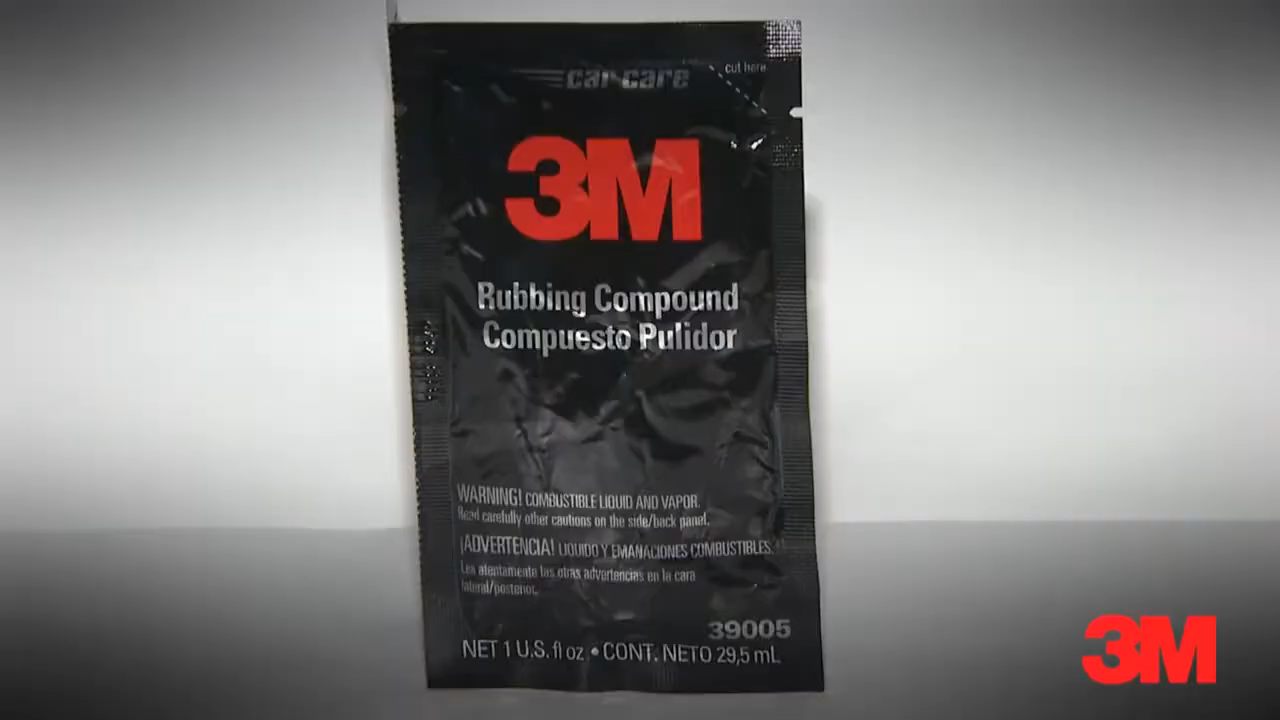 car care
cut here
3M
Rubbing Compound
Compuesto Pulidor
WARNING! COMBUSTIBLE LIQUID AND VAPOR.
Read carefully other cautions on the side/back panel.
¡ADVERTENCIA! LIQUIDO Y EMANACIONES COMBUSTIBLES.
Lea atentamente las otras advertencias en la cara
lateral/posterior.
39005
NET 1 U.S. fl oz • CONT. NETO 29,5 mL
3M